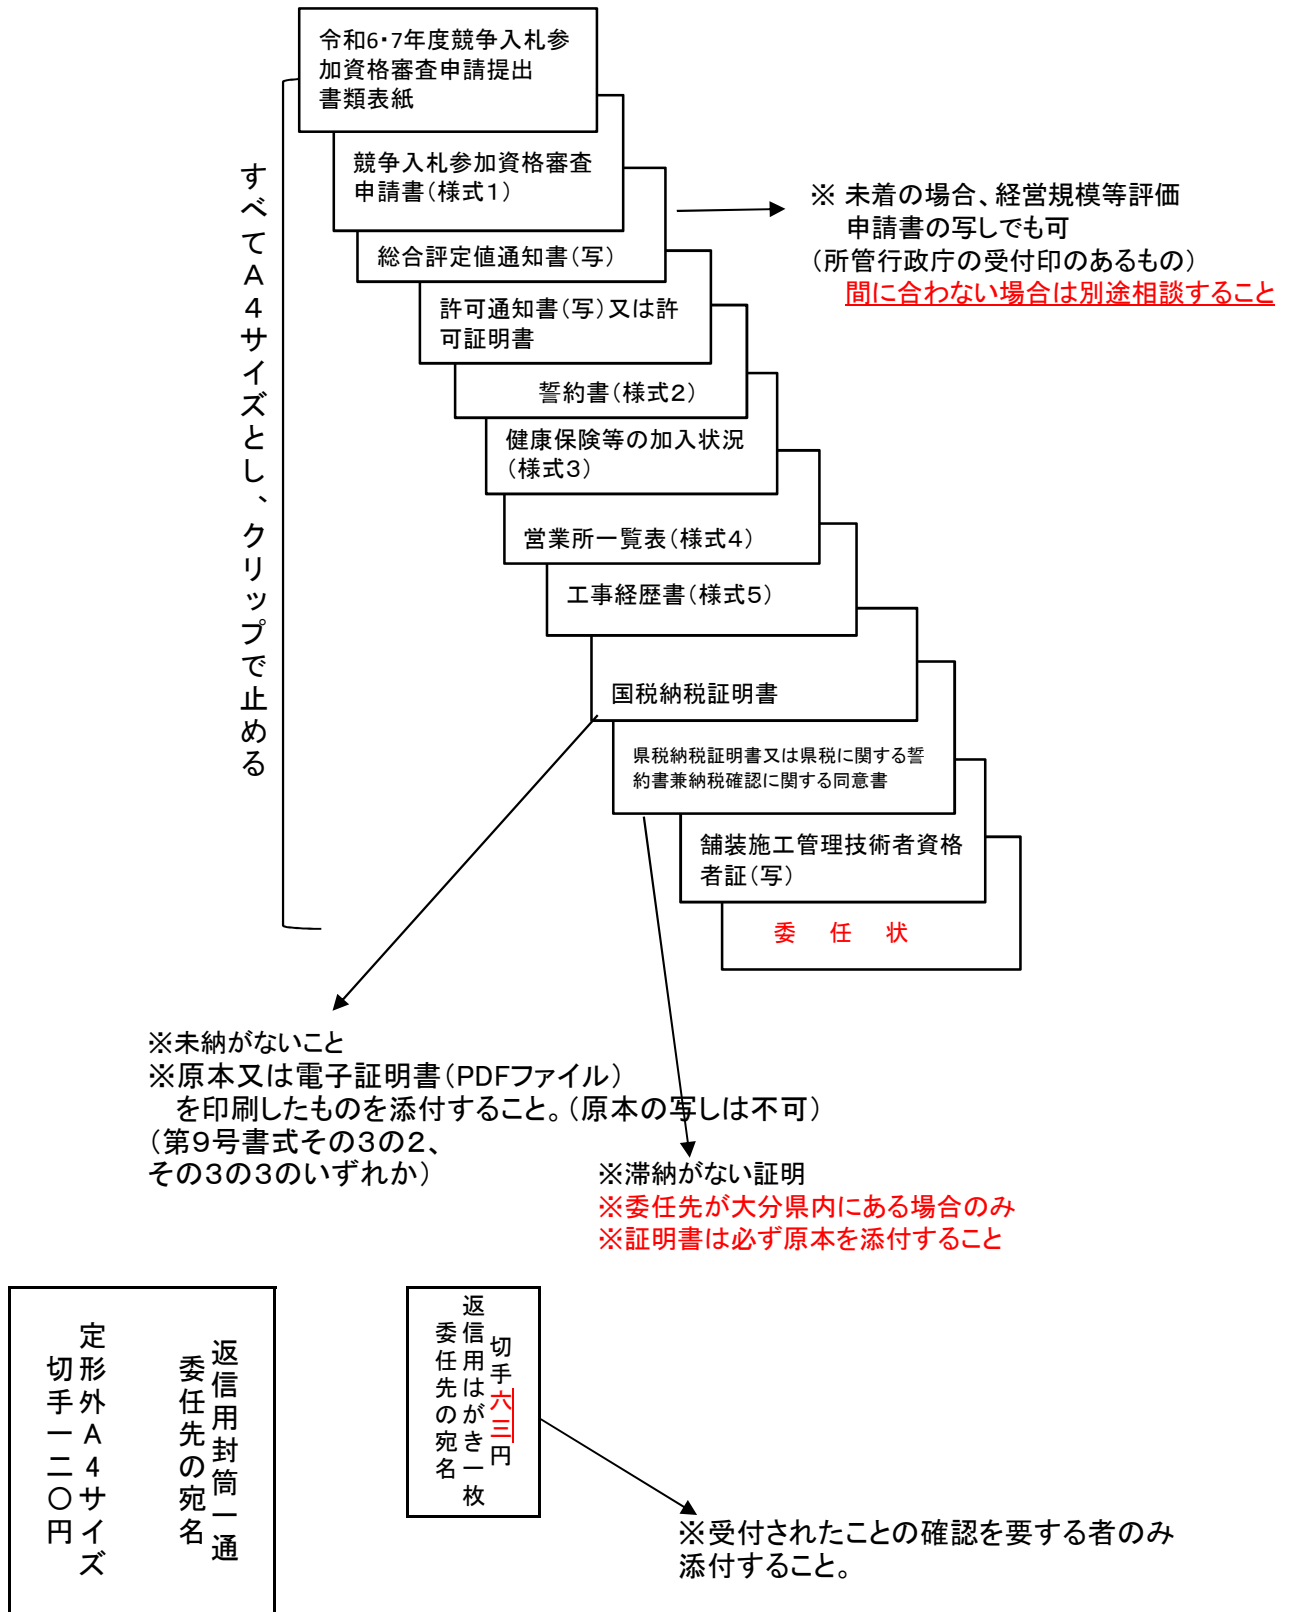 令和6・7年度競争入札参
加資格審査申請提出
書類表紙
競争入札参加資格審査
申請書（様式1）
総合評定値通知書（写）
許可通知書（写）又は許
可証明書
誓約書（様式2）
健康保険等の加入状況
（様式3）
営業所一覧表（様式4）
工事経歴書（様式5）
国税納税証明書
県税納税証明書又は県税に関する誓
約書兼納税確認に関する同意書
舗装施工管理技術者資格
者証（写）
委　任　状
すべてＡ４サイズとし、クリップで止める
※ 未着の場合、経営規模等評価
申請書の写しでも可
（所管行政庁の受付印のあるもの）
間に合わない場合は別途相談すること
※未納がないこと
※原本又は電子証明書（PDFファイル）
を印刷したものを添付すること。（原本の写しは不可）
（第９号書式その３の２、
その３の３のいずれか）
※滞納がない証明
※委任先が大分県内にある場合のみ
※証明書は必ず原本を添付すること
返信用封筒一通
委任先の宛名
定形外Ａ４サイズ
切手一二〇円
切手六三円
返信用はがき一枚
委任先の宛名
※受付されたことの確認を要する者のみ
添付すること。